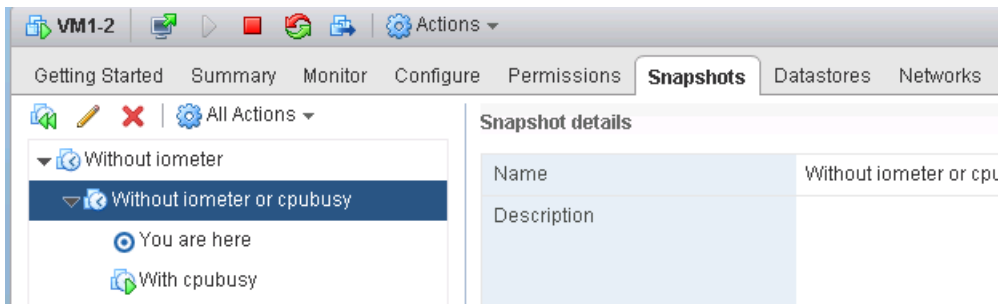 VM1-2 Actions
Getting Started Summary Monitor Configure Permissions Snapshots Datastores Networks
All Actions
Snapshot details
Without iometer
Name Without iometer or cpu
Without iometer or cpubusy
Description
You are here
With cpubusy